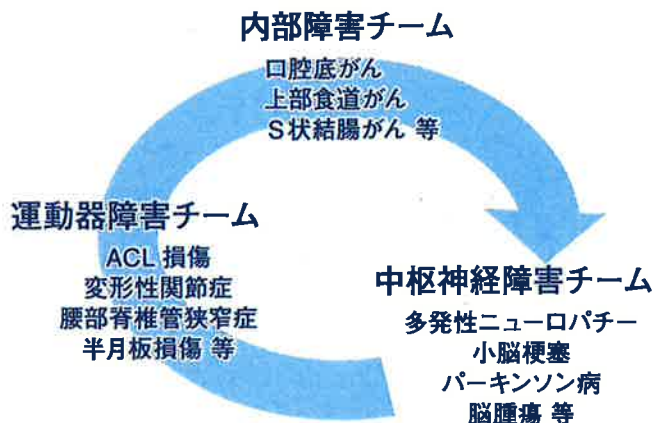 内部障害チーム
口腔底がん
上部食道がん
S状結腸がん 等
運動器障害チーム
ACL 損傷
変形性関節症
腰部脊椎管狭窄症
半月板損傷 等
中枢神経障害チーム
多発性ニューロパチー
小脳梗塞
パーキンソン病
脳腫瘍 等